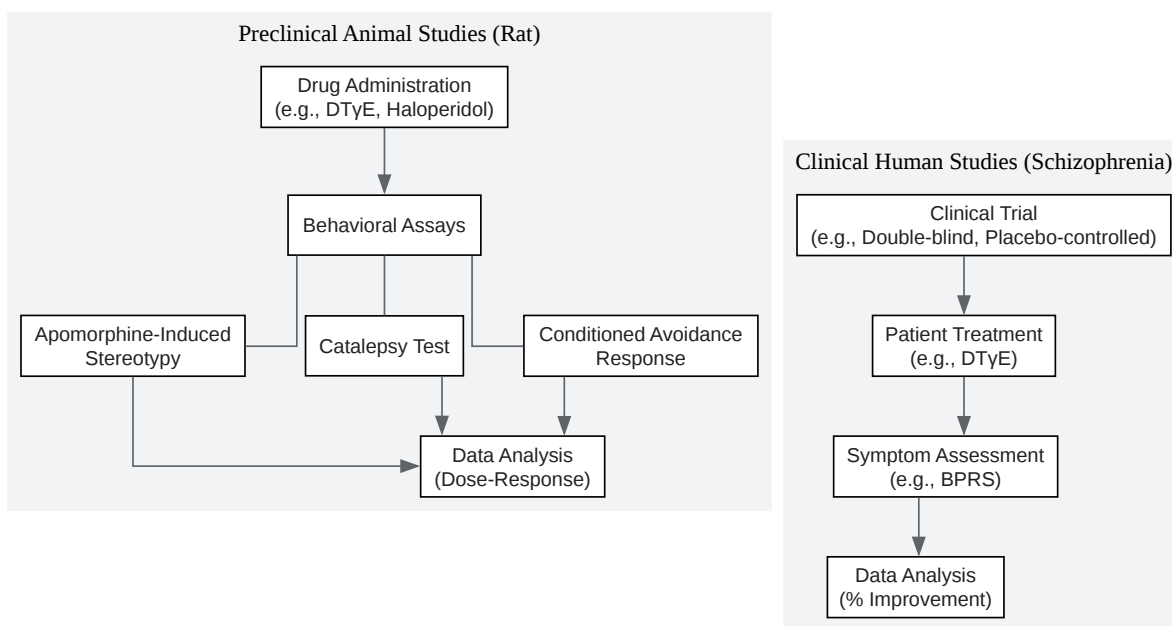 Preclinical Animal Studies (Rat)
Drug Administration
(e.g., DTγE, Haloperidol)
Behavioral Assays
Apomorphine-Induced
Stereotypy
Catalepsy Test
Conditioned Avoidance
Response
Data Analysis
(Dose-Response)
Clinical Human Studies (Schizophrenia)
Clinical Trial
(e.g., Double-blind, Placebo-controlled)
Patient Treatment
(e.g., DTγE)
Symptom Assessment
(e.g., BPRS)
Data Analysis
(% Improvement)